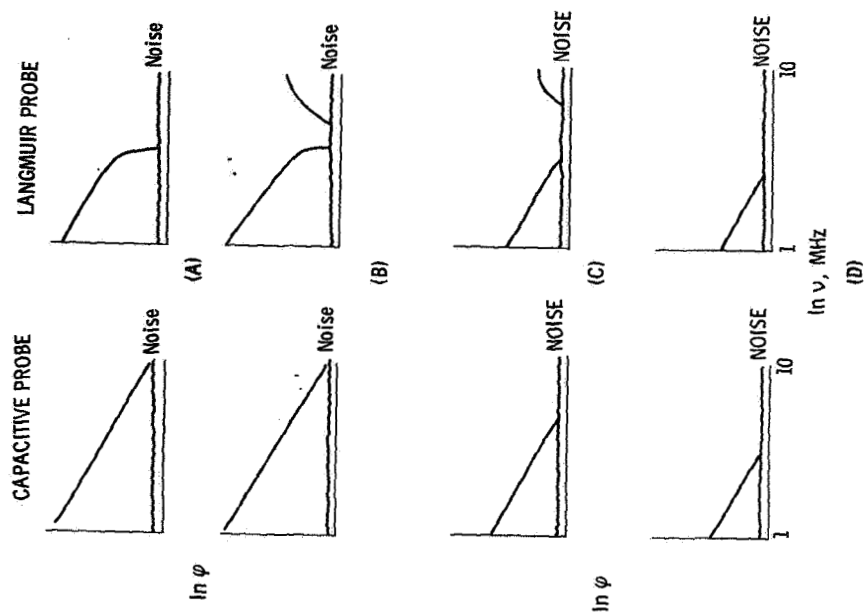 CAPACITIVE PROBE
LANGMUIR PROBE
Noise
Noise
(A)
ln φ
Noise
Noise
(B)
NOISE
NOISE
(C)
ln φ
NOISE
NOISE
1
10
1
10
ln ν, MHz
(D)